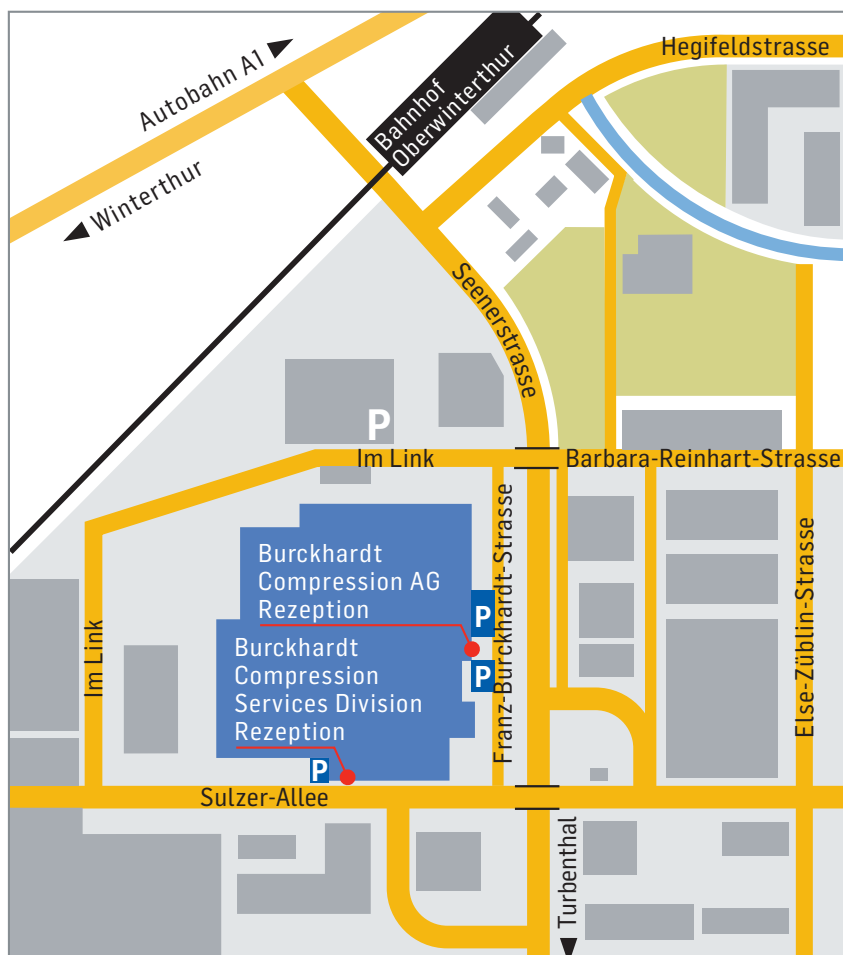 Hegifeldstrasse
Autobahn A1
Bahnhof
Oberwinterthur
Winterthur
Seenerstrasse
P
Im Link
Barbara-Reinhart-Strasse
Burckhardt
Compression AG
Rezeption
P
Franz-Burckhardt-Strasse
Else-Züblin-Strasse
Im Link
Burckhardt
Compression
Services Division
Rezeption
P
P
Sulzer-Allee
Turbenthal